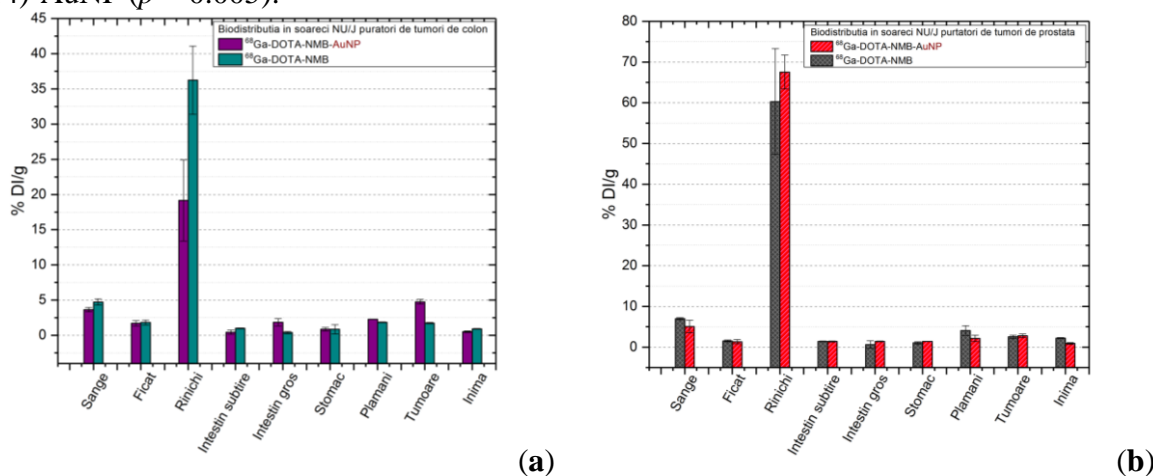 4) AuNP (p = 0.005).
Biodistributia in soareci NU/J puratori de tumori de colon
⁶⁸Ga-DOTA-NMB-AuNP
⁶⁸Ga-DOTA-NMB
% DI/g
45
40
35
30
25
20
15
10
5
0
Sange
Ficat
Rinichi
Intestin subtire
Intestin gros
Stomac
Plamani
Tumoare
Inima
(a)
Biodistributia in soareci NU/J purtatori de tumori de prostata
⁶⁸Ga-DOTA-NMB
⁶⁸Ga-DOTA-NMB-AuNP
% DI/g
80
70
60
50
40
30
20
10
0
Sange
Ficat
Rinichi
Intestin subtire
Intestin gros
Stomac
Plamani
Tumoare
Inima
(b)